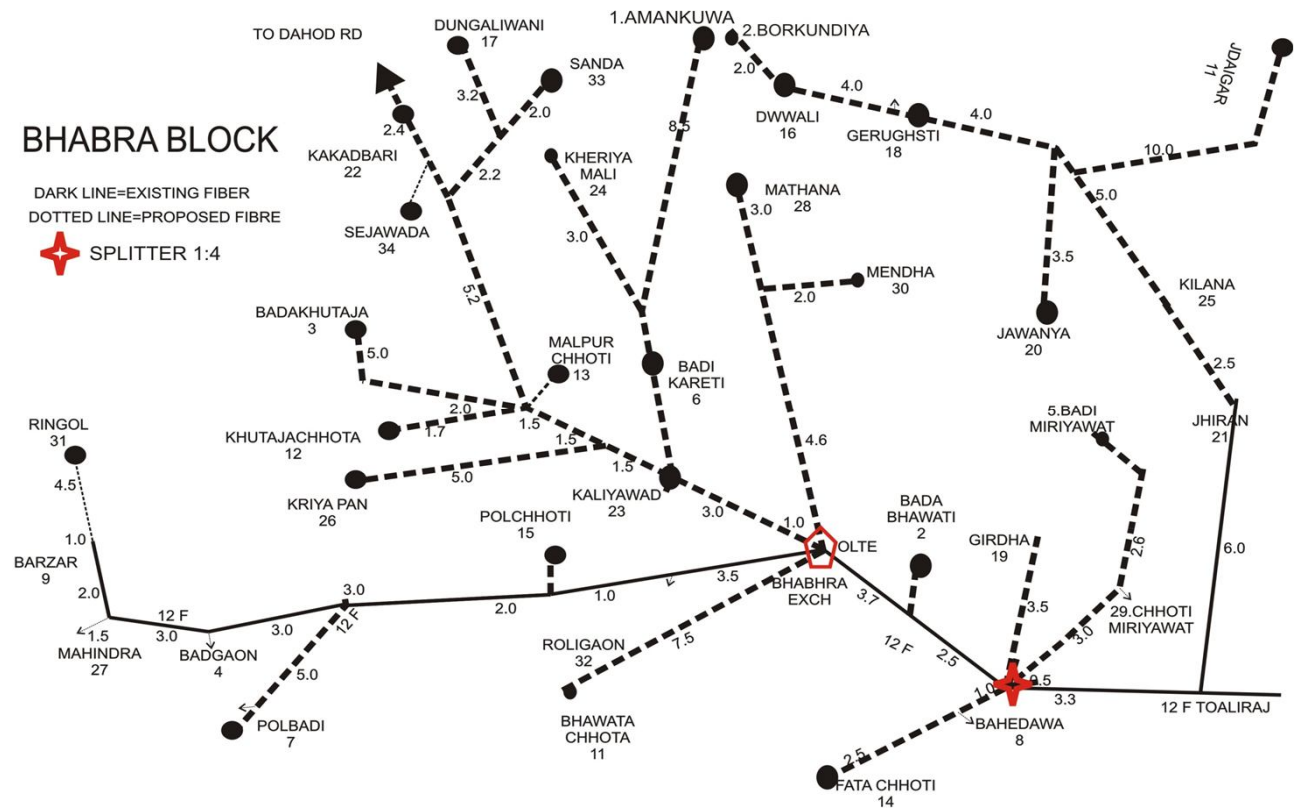 1.AMANKUWA
2.BORKUNDIYA
DUNGALIWANI
17
TO DAHOD RD
SANDA
33
JDAIGAR
11
2.0
3.2
2.0
4.0
8.5
DWWALI
16
GERUGHSTI
18
4.0
BHABRA BLOCK
2.4
KAKADBARI
22
KHERIYA
MALI
24
2.2
10.0
MATHANA
28
5.0
DARK LINE=EXISTING FIBER
DOTTED LINE=PROPOSED FIBRE
SPLITTER 1:4
SEJAWADA
34
3.0
3.0
3.5
MENDHA
30
2.0
KILANA
25
5.2
BADAKHUTAJA
3
5.0
JAWANYA
20
MALPUR
CHHOTI
13
BADI
KARETI
6
2.5
2.0
1.5
RINGOL
31
KHUTAJACHHOTA
12
1.7
1.5
5.BADI
MIRIYAWAT
JHIRAN
21
4.6
4.5
5.0
1.5
KRIYA PAN
26
KALIYAWAD
23
3.0
1.0
POLCHHOTI
15
BADA
BHAWATI
2
OLTE
GIRDHA
19
2.6
6.0
BARZAR
9
1.0
BHABHRA
EXCH
3.5
2.0
3.0
12 F
1.0
2.0
3.7
3.5
29.CHHOTI
MIRIYAWAT
12 F
3.0
3.0
1.5
MAHINDRA
27
BADGAON
4
ROLIGAON
32
7.5
12 F
2.5
3.0
5.0
1.0
0.5
3.3
12 F TOALIRAJ
POLBADI
7
BHAWATA
CHHOTA
11
BAHEDAWA
8
2.5
FATA CHHOTI
14